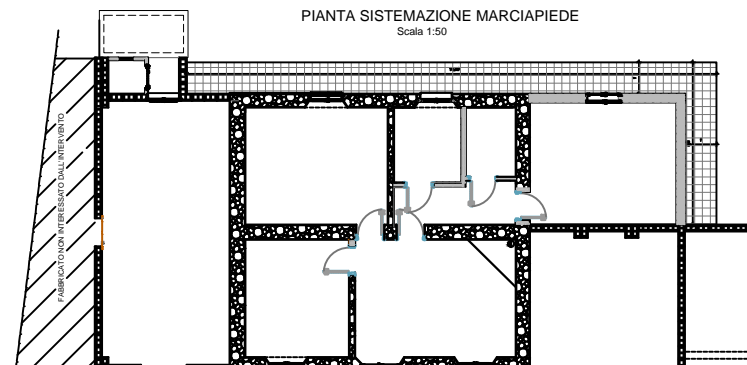 PIANTA SISTEMAZIONE MARCIAPIEDE
Scala 1:50
FABBRICATO NON INTERESSATO DALL'INTERVENTO